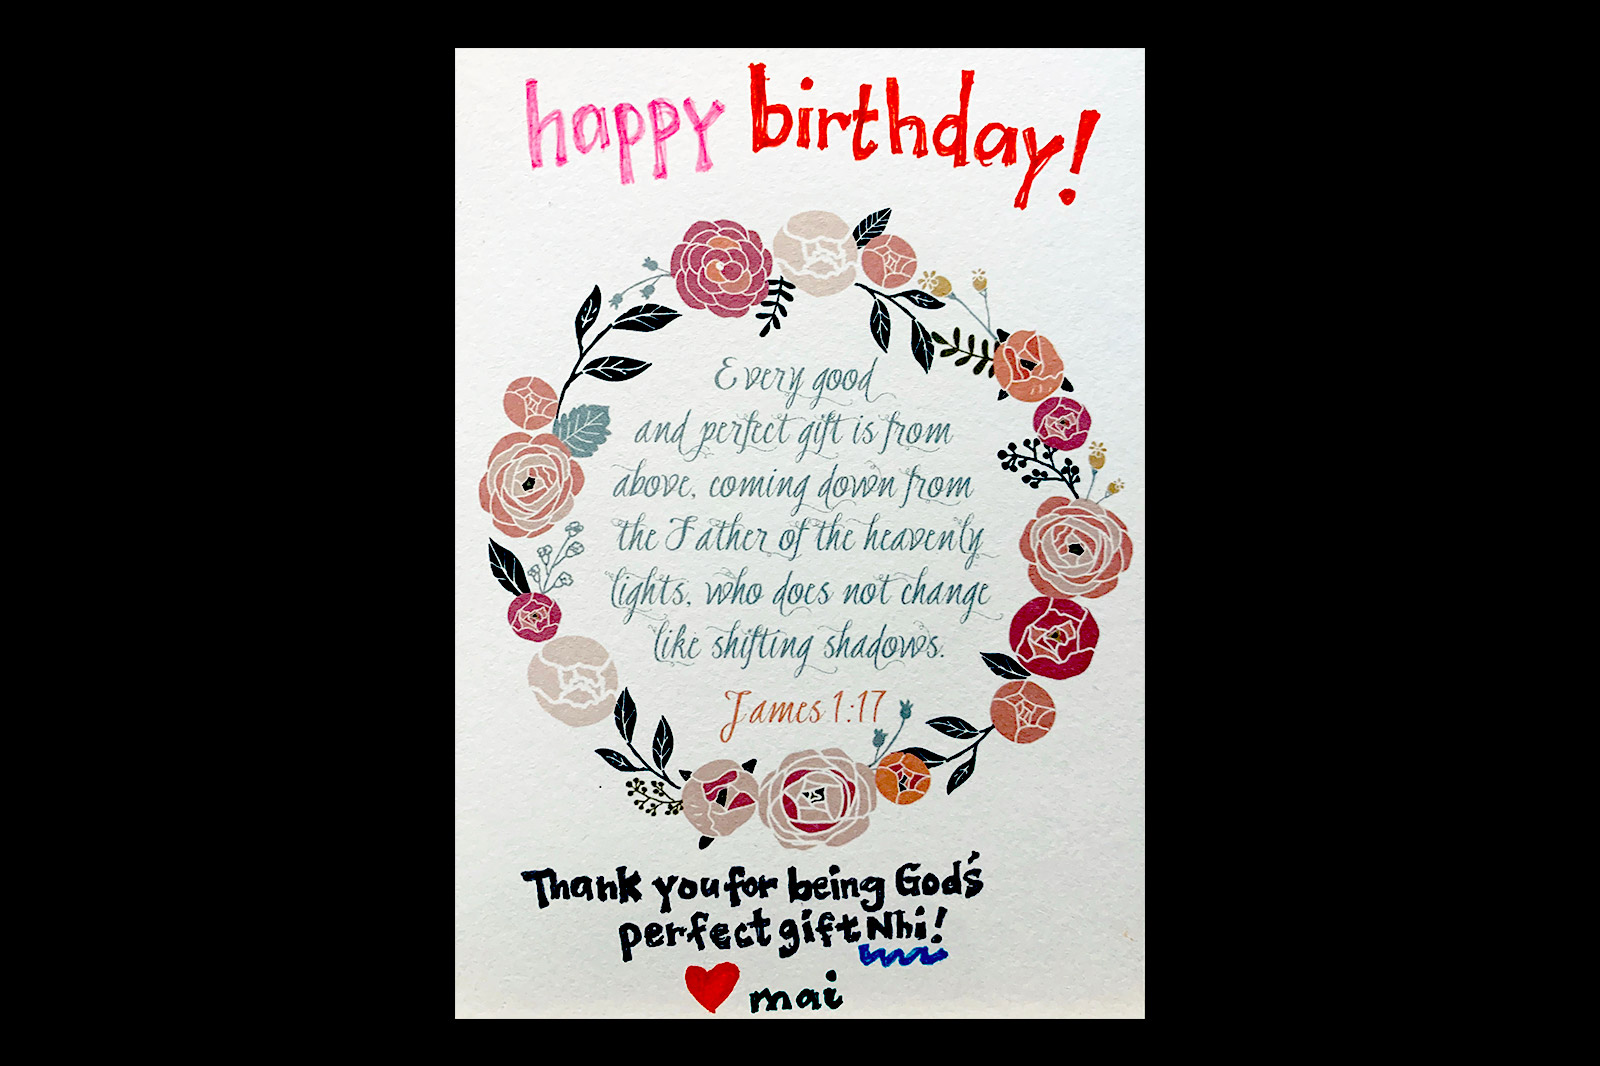 happy birthday!
Every good
and perfect gift is from
above, coming down from
the Father of the heavenly
lights, who does not change
like shifting shadows.
James 1:17
Thank you for being God's
perfect gift Nhi!
mai